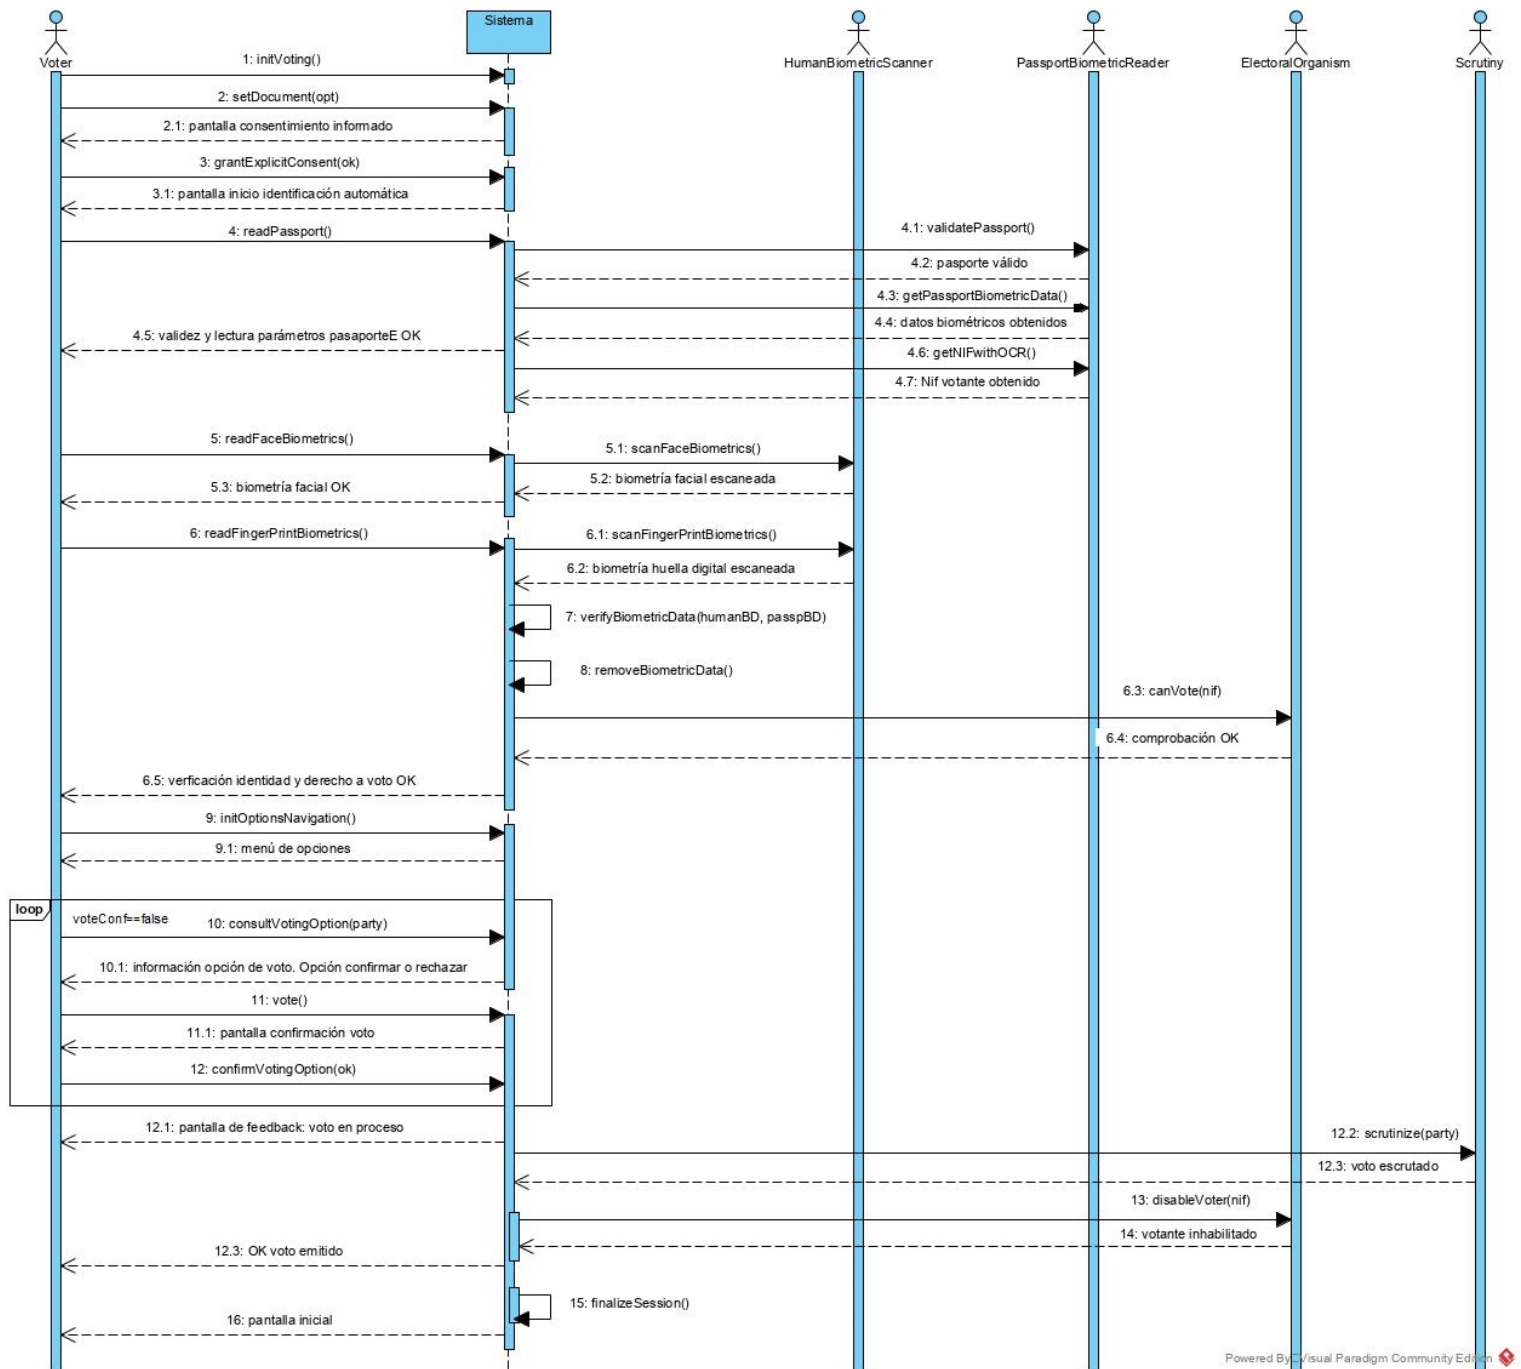 Voter
Sistema
HumanBiometricScanner
PassportBiometricReader
ElectoralOrganism
Scrutiny
1: initVoting()
2: setDocument(opt)
2.1: pantalla consentimiento informado
3: grantExplicitConsent(ok)
3.1: pantalla inicio identificación automática
4: readPassport()
4.1: validatePassport()
4.2: pasporte válido
4.3: getPassportBiometricData()
4.4: datos biométricos obtenidos
4.5: validez y lectura parámetros pasaporteE OK
4.6: getNIFwithOCR()
4.7: Nif votante obtenido
5: readFaceBiometrics()
5.1: scanFaceBiometrics()
5.2: biometría facial escaneada
5.3: biometría facial OK
6: readFingerPrintBiometrics()
6.1: scanFingerPrintBiometrics()
6.2: biometría huella digital escaneada
7: verifyBiometricData(humanBD, passpBD)
8: removeBiometricData()
6.3: canVote(nif)
6.4: comprobación OK
6.5: verficación identidad y derecho a voto OK
9: initOptionsNavigation()
9.1: menú de opciones
loop
voteConf==false
10: consultVotingOption(party)
10.1: información opción de voto. Opción confirmar o rechazar
11: vote()
11.1: pantalla confirmación voto
12: confirmVotingOption(ok)
12.1: pantalla de feedback: voto en proceso
12.2: scrutinize(party)
12.3: voto escrutado
13: disableVoter(nif)
14: votante inhabilitado
12.3: OK voto emitido
15: finalizeSession()
16: pantalla inicial
Powered By Visual Paradigm Community Edition